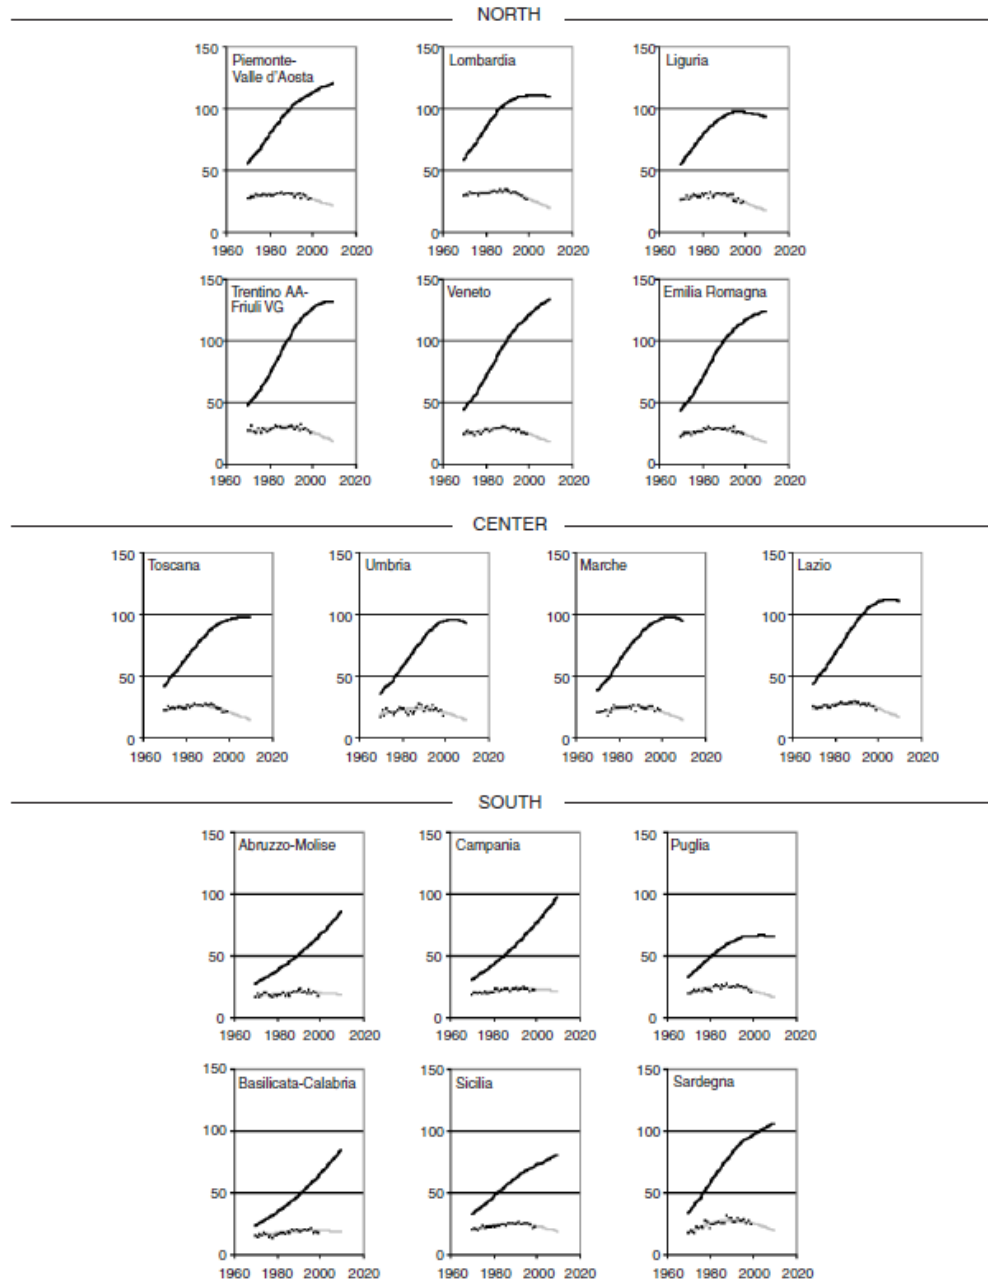 NORTH
150 150 150
Piemonte- Lombardia Liguria
Valle d'Aosta
100 100 100
50 50 50
0 0 0
1960 1980 2000 2020 1960 1980 2000 2020 1960 1980 2000 2020
150 150 150
Trentino AA- Veneto Emilia Romagna
Friuli VG
100 100 100
50 50 50
0 0 0
1960 1980 2000 2020 1960 1980 2000 2020 1960 1980 2000 2020
CENTER
150 150 150 150
Toscana Umbria Marche Lazio
100 100 100 100
50 50 50 50
0 0 0 0
1960 1980 2000 2020 1960 1980 2000 2020 1960 1980 2000 2020 1960 1980 2000 2020
SOUTH
150 150 150
Abruzzo-Molise Campania Puglia
100 100 100
50 50 50
0 0 0
1960 1980 2000 2020 1960 1980 2000 2020 1960 1980 2000 2020
150 150 150
Basilicata-Calabria Sicilia Sardegna
100 100 100
50 50 50
0 0 0
1960 1980 2000 2020 1960 1980 2000 2020 1960 1980 2000 2020